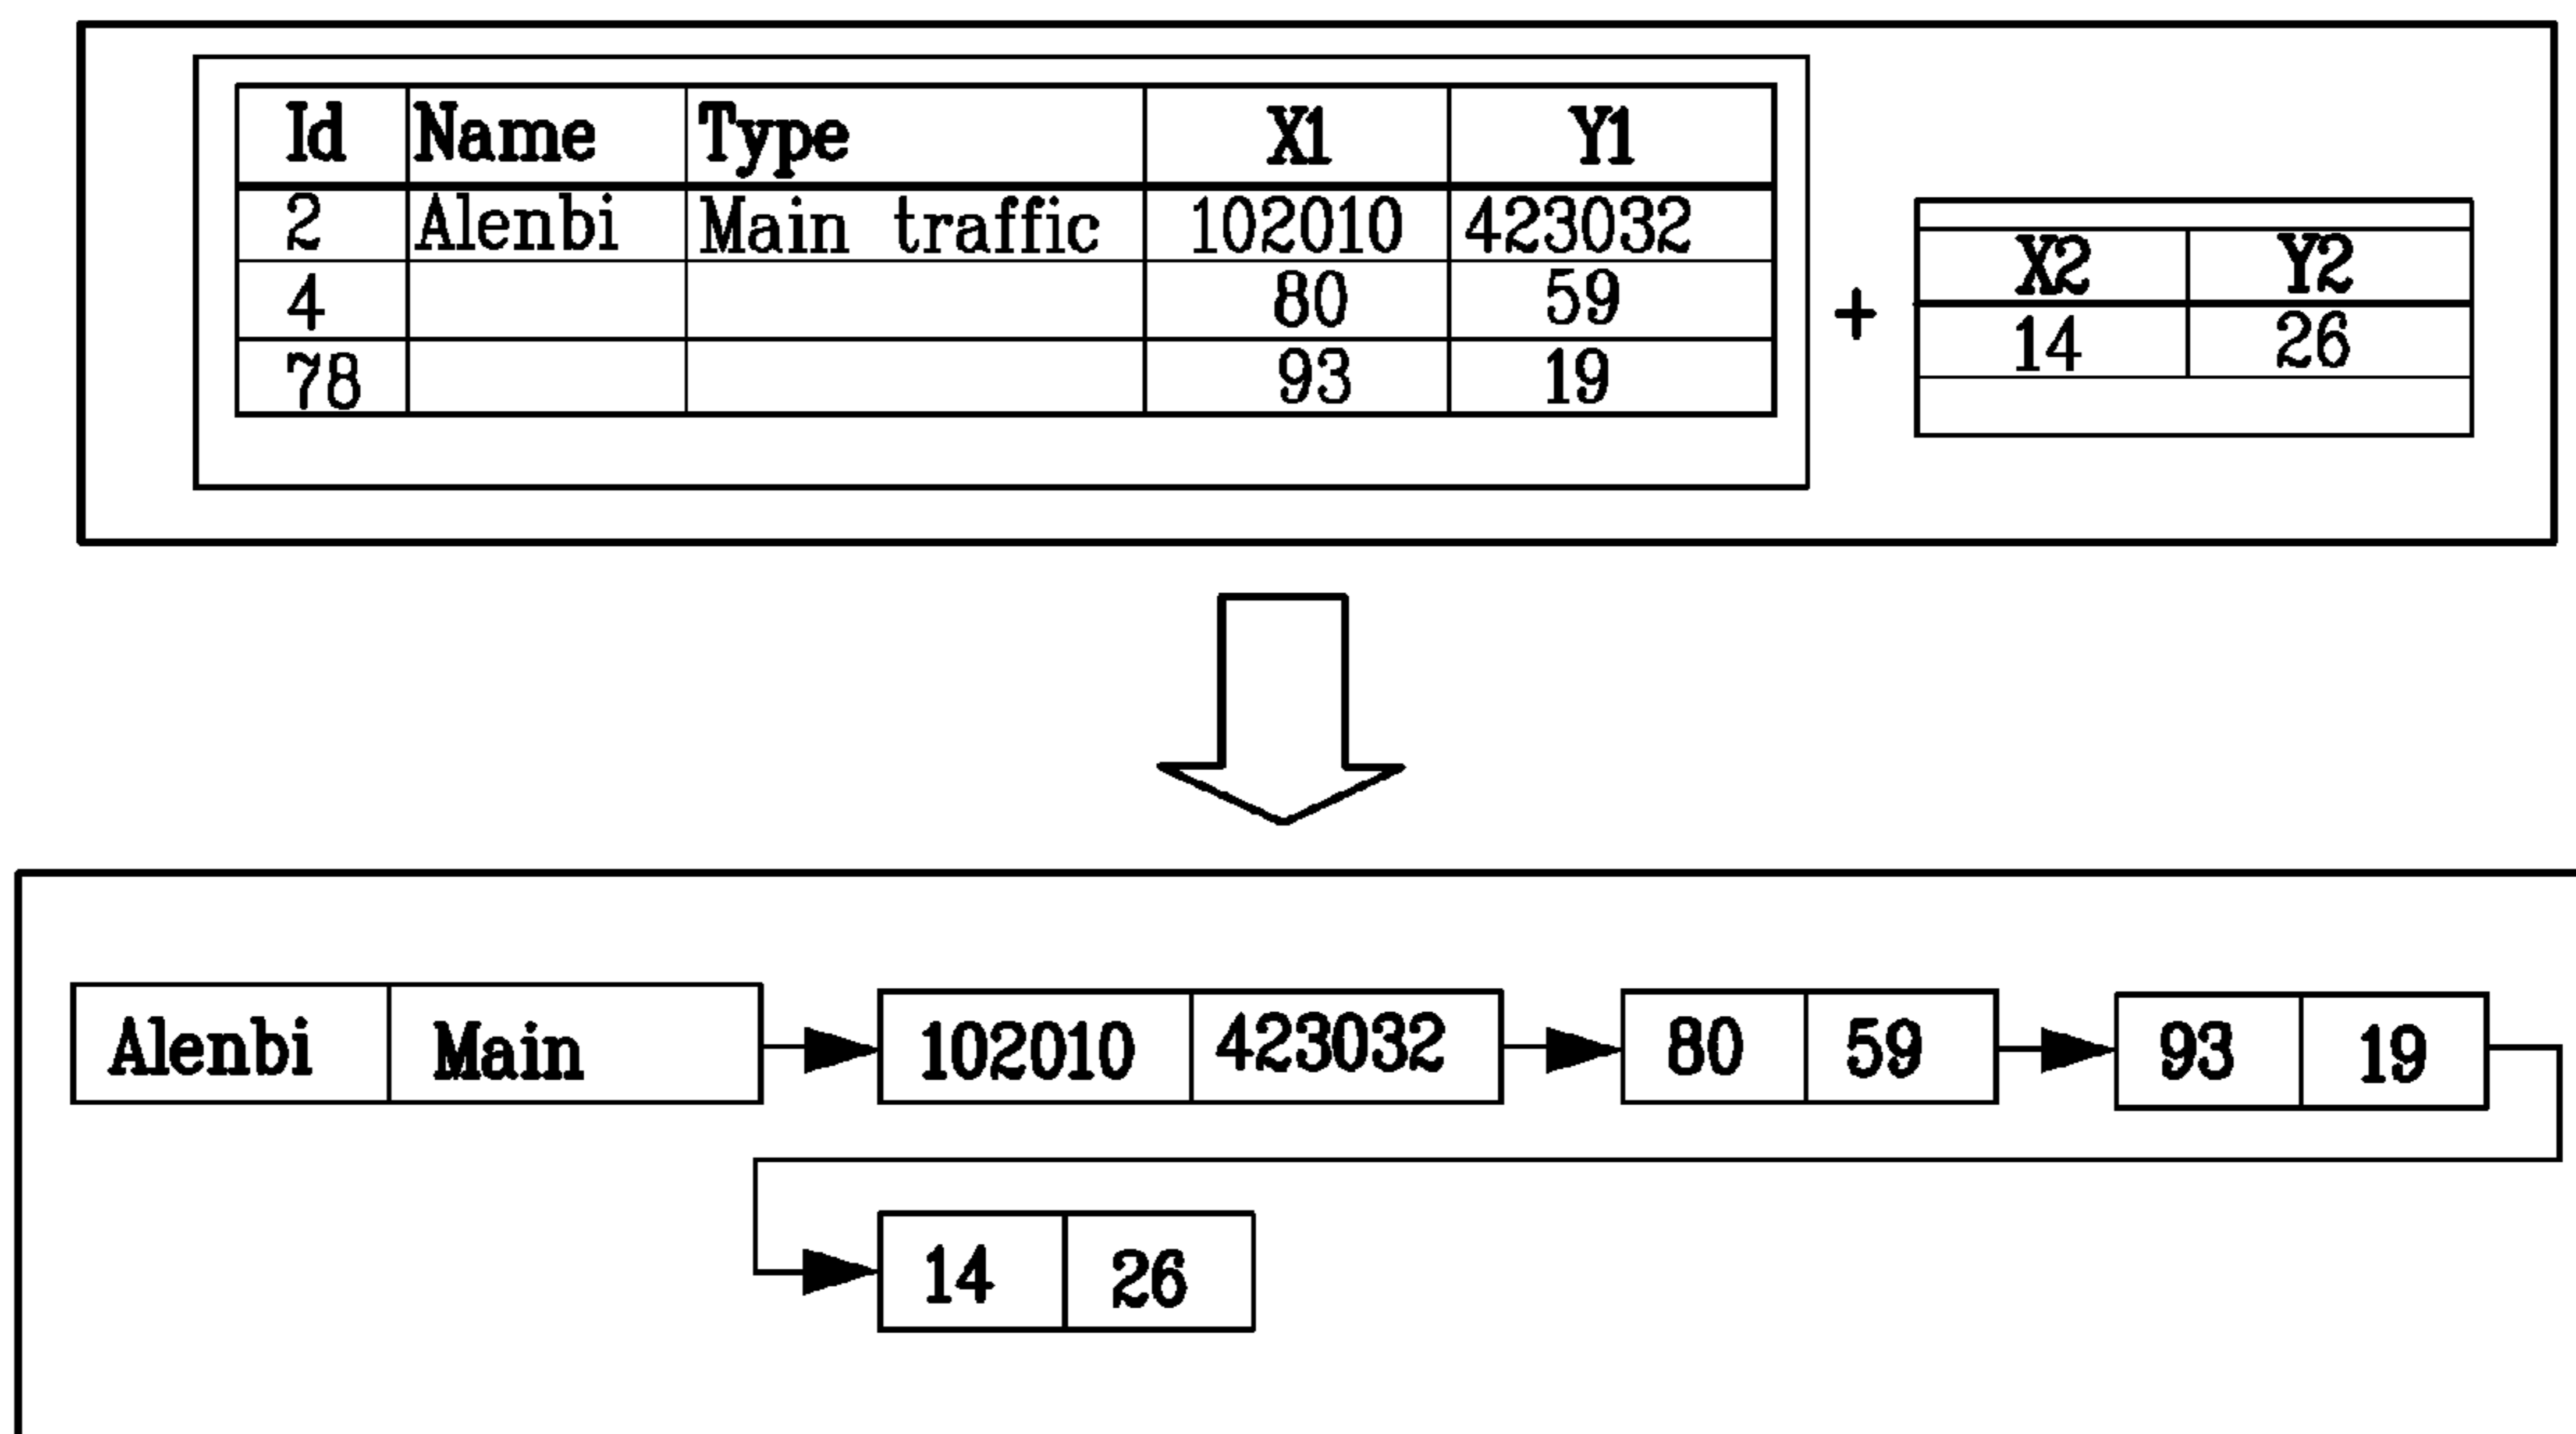 Id Name Type X1 Y1
2 Alenbi Main traffic 102010 423032
4 80 59
78 93 19
+
X2 Y2
14 26
Alenbi Main 102010 423032 80 59 93 19
14 26